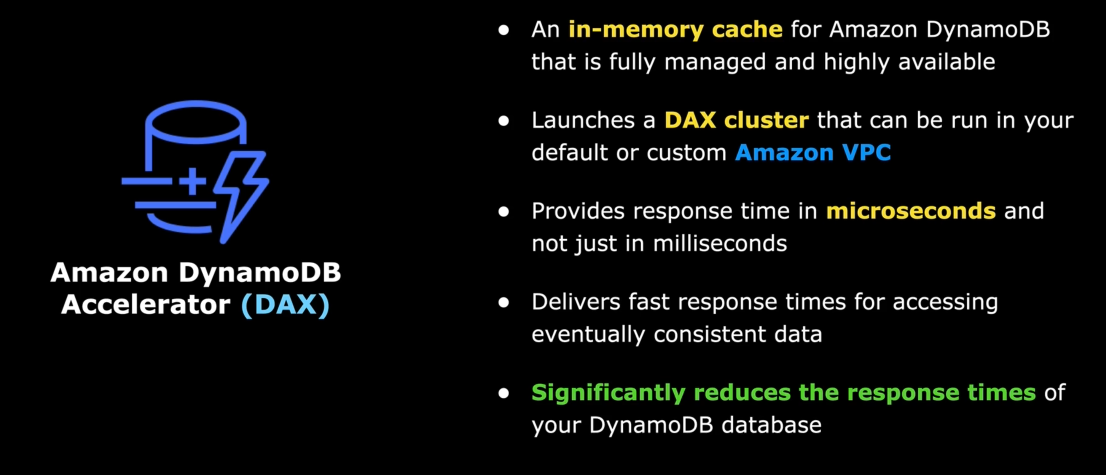 Amazon DynamoDB
Accelerator (DAX)
● An in-memory cache for Amazon DynamoDB
that is fully managed and highly available
● Launches a DAX cluster that can be run in your
default or custom Amazon VPC
● Provides response time in microseconds and
not just in milliseconds
● Delivers fast response times for accessing
eventually consistent data
● Significantly reduces the response times of
your DynamoDB database